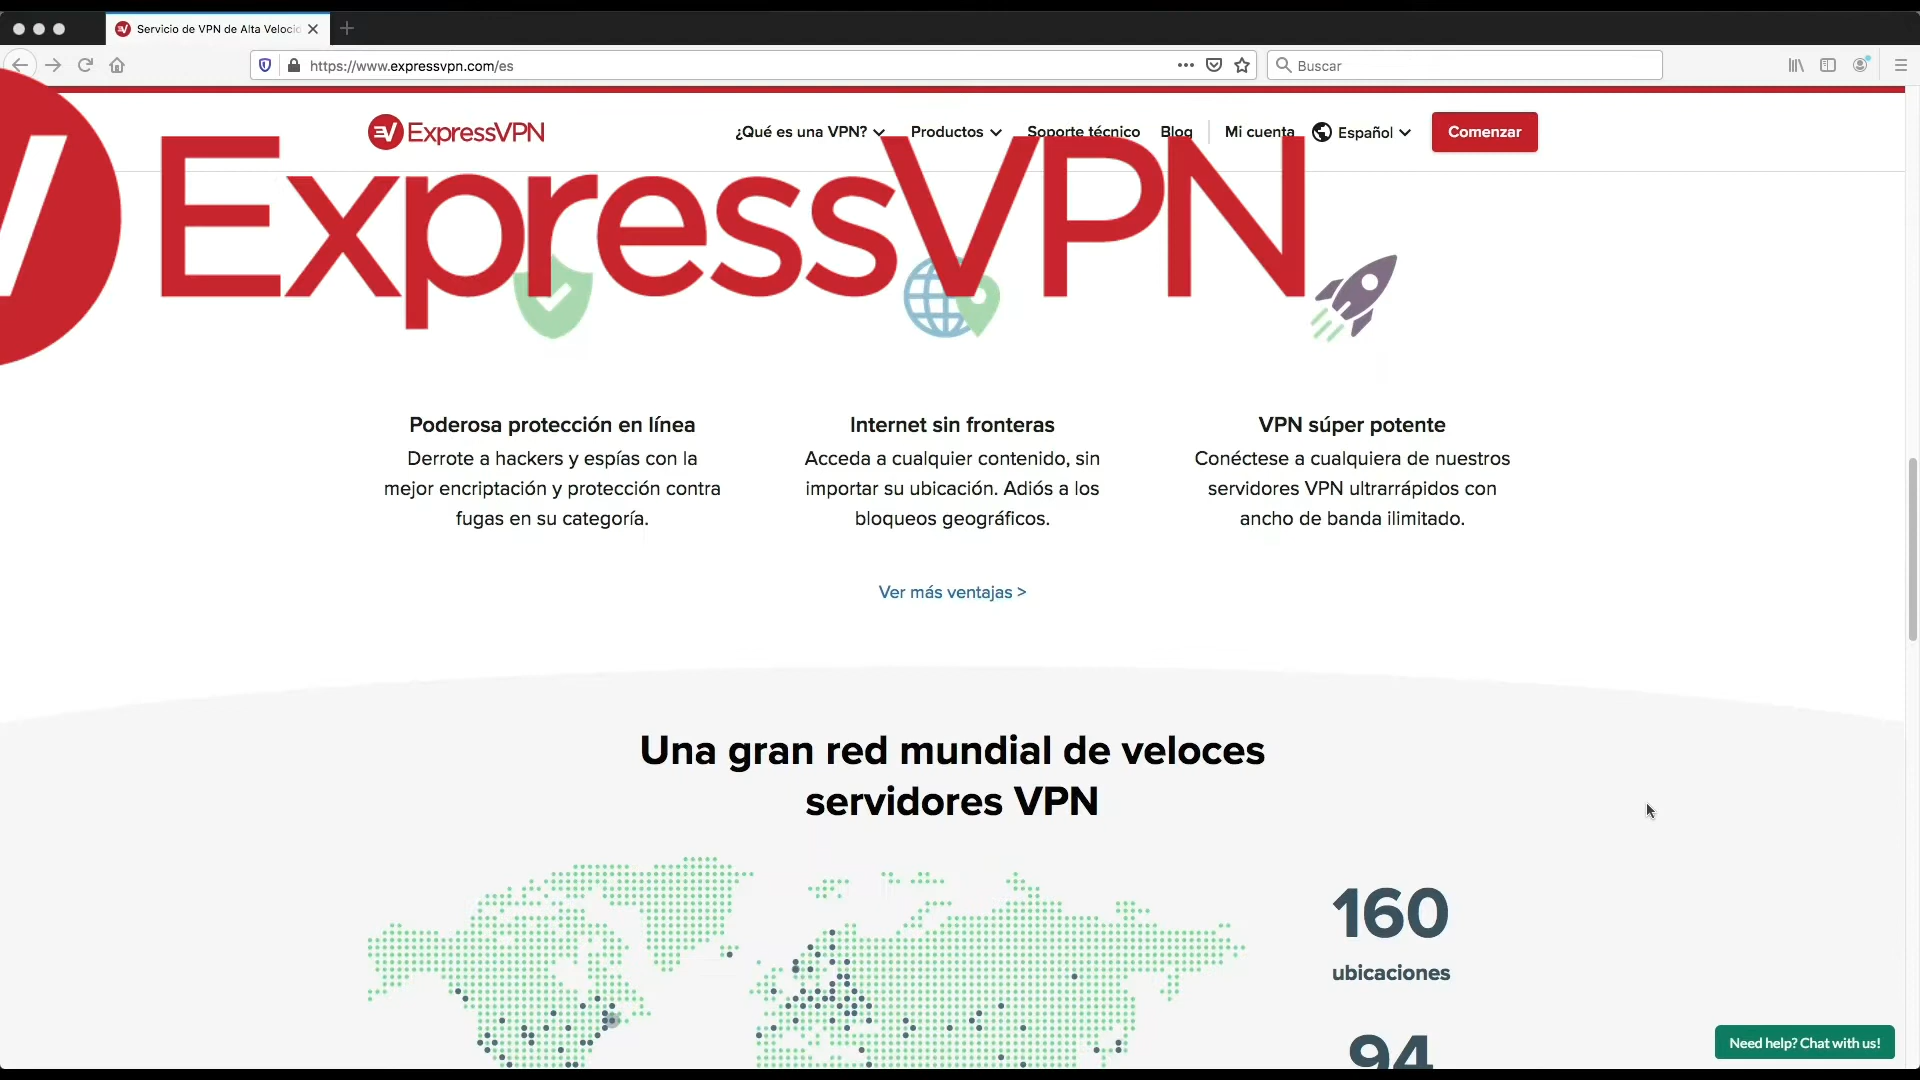 Servicio de VPN de Alta Veloci
https://www.expressvpn.com/es
Buscar
ExpressVPN
¿Qué es una VPN?
Productos
Soporte técnico
Blog
Mi cuenta
Español
Comenzar
ExpressVPN
Poderosa protección en línea
Derrote a hackers y espías con la
mejor encriptación y protección contra
fugas en su categoría.
Internet sin fronteras
Acceda a cualquier contenido, sin
importar su ubicación. Adiós a los
bloqueos geográficos.
VPN súper potente
Conéctese a cualquiera de nuestros
servidores VPN ultrarrápidos con
ancho de banda ilimitado.
Ver más ventajas >
Una gran red mundial de veloces
servidores VPN
160
ubicaciones
94
Need help? Chat with us!